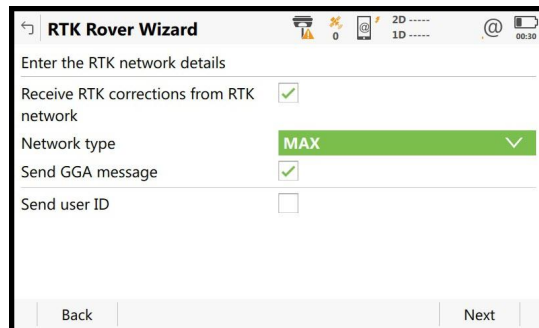 RTK Rover Wizard
0
@
2D -----
1D -----
@
00:30
Enter the RTK network details
Receive RTK corrections from RTK
network
Network type
MAX
Send GGA message
Send user ID
Back
Next